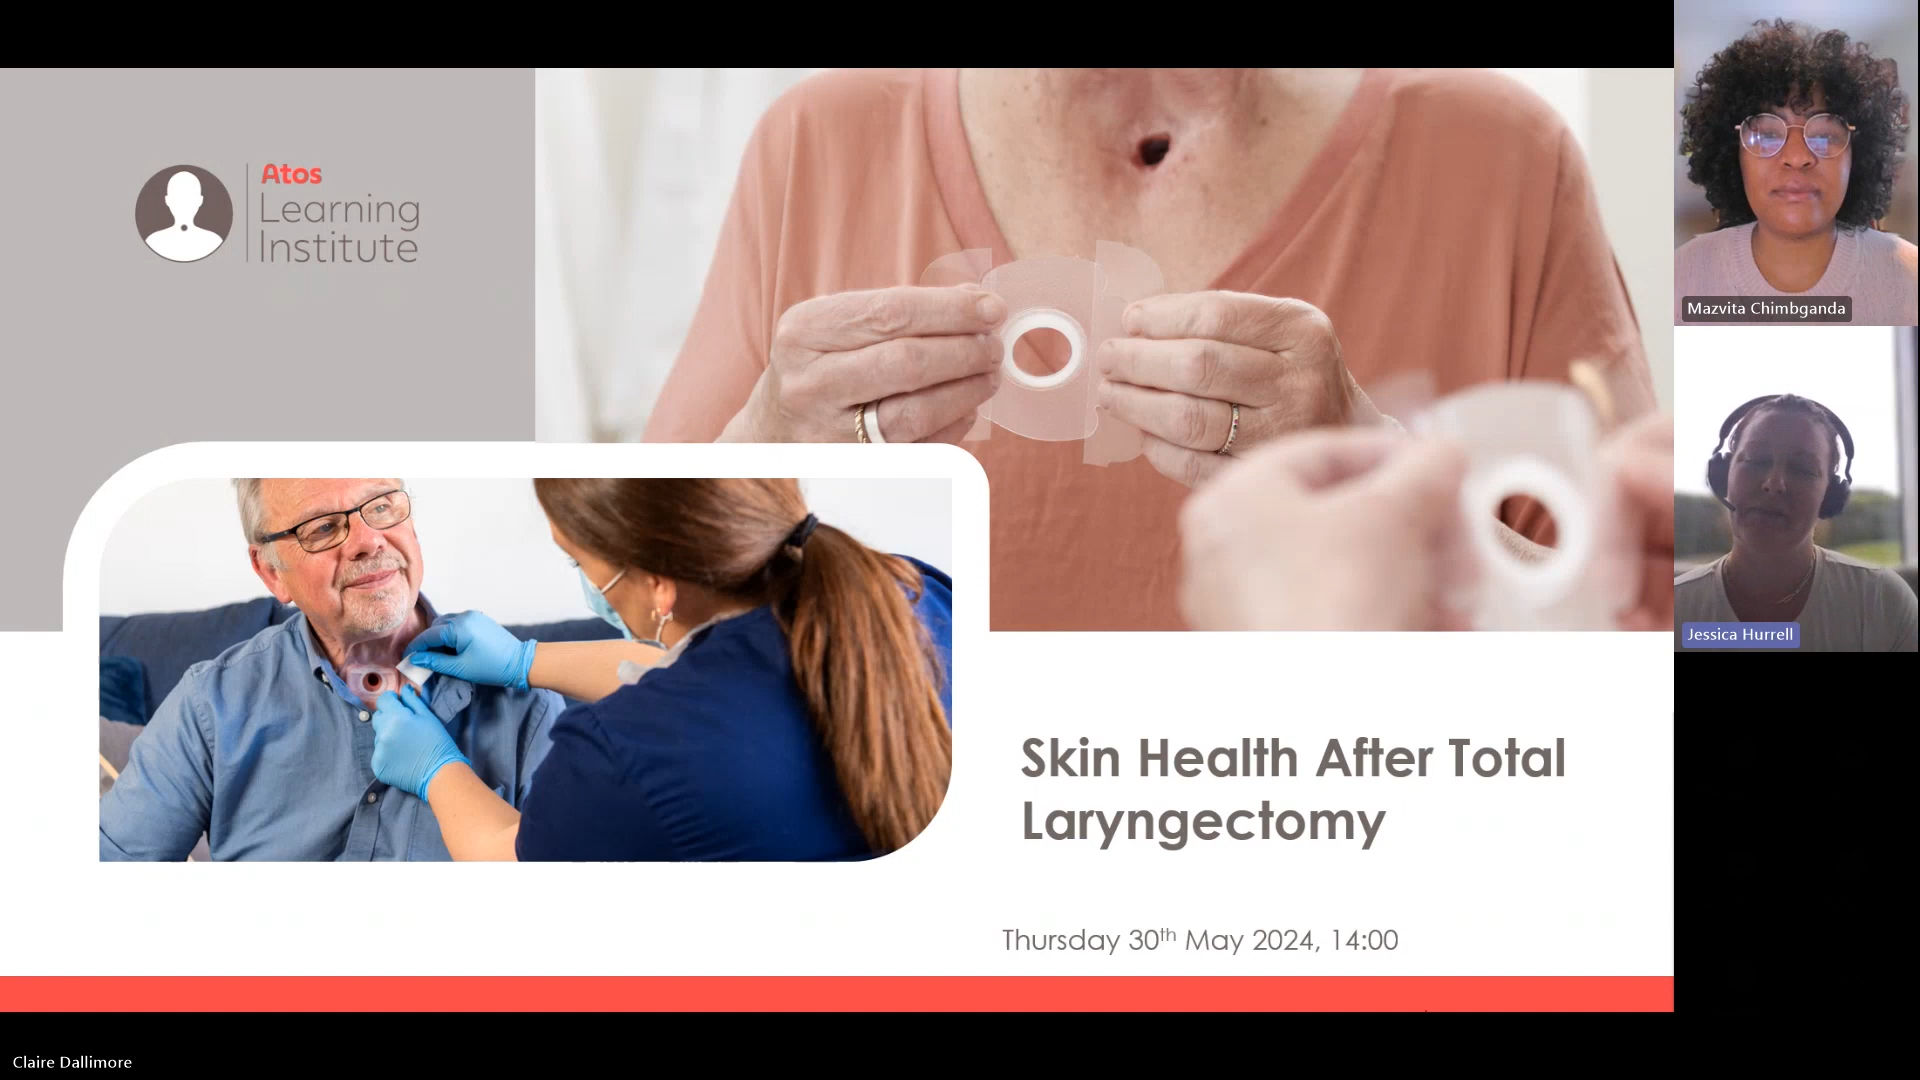 Atos
Learning
Institute
Skin Health After Total
Laryngectomy
Thursday 30th May 2024, 14:00
Mazvita Chimbganda
Jessica Hurrell
Claire Dallimore